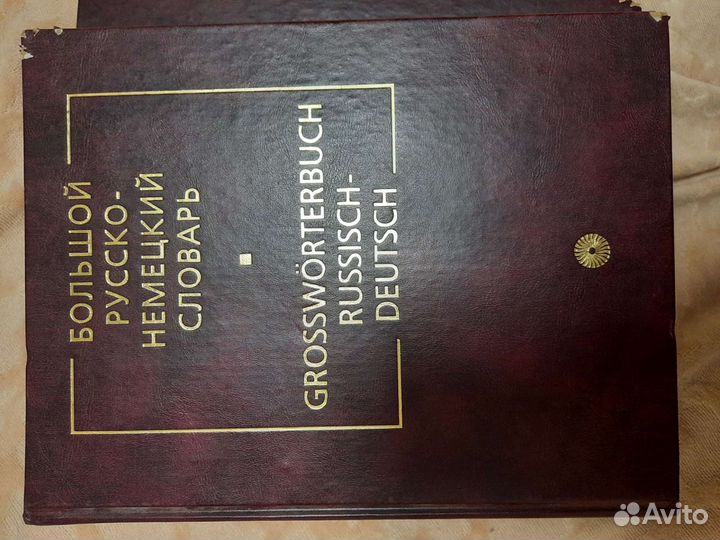 БОЛЬШОЙ
РУССКО-
НЕМЕЦКИЙ
СЛОВАРЬ
GROSSWÖRTERBUCH
RUSSISCH-
DEUTSCH
Avito